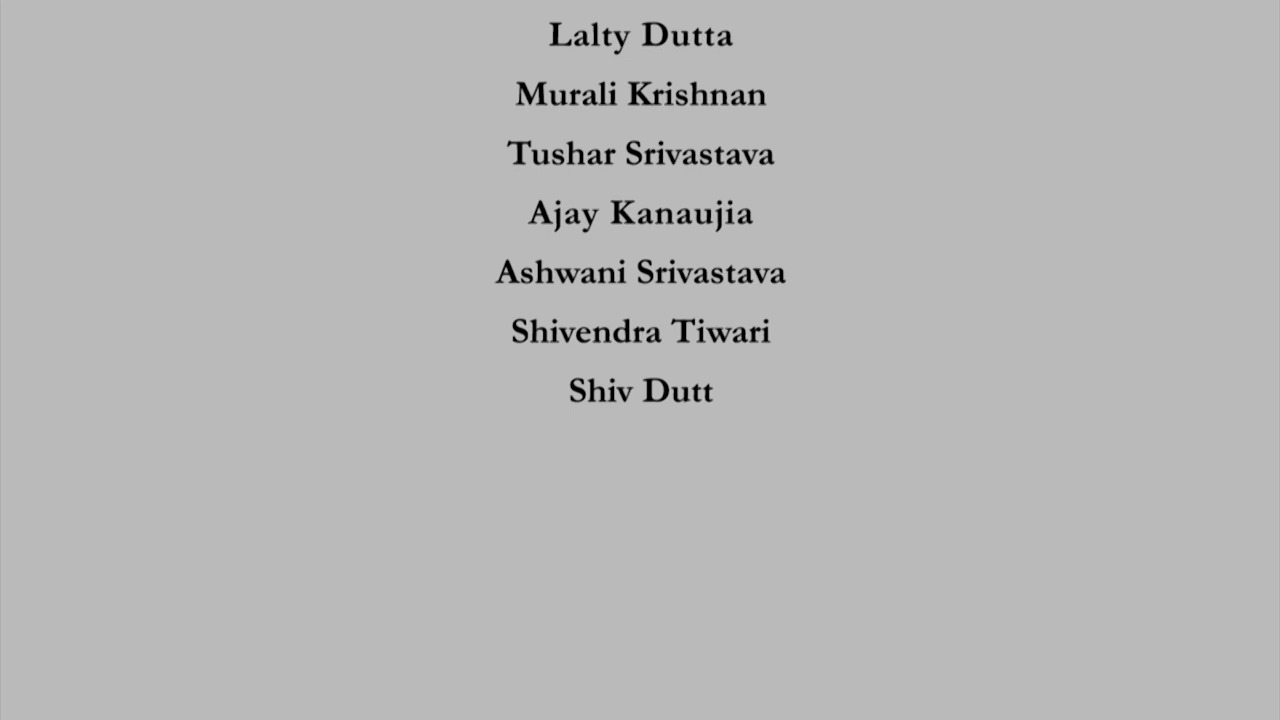 Lalty Dutta
Murali Krishnan
Tushar Srivastava
Ajay Kanaujia
Ashwani Srivastava
Shivendra Tiwari
Shiv Dutt